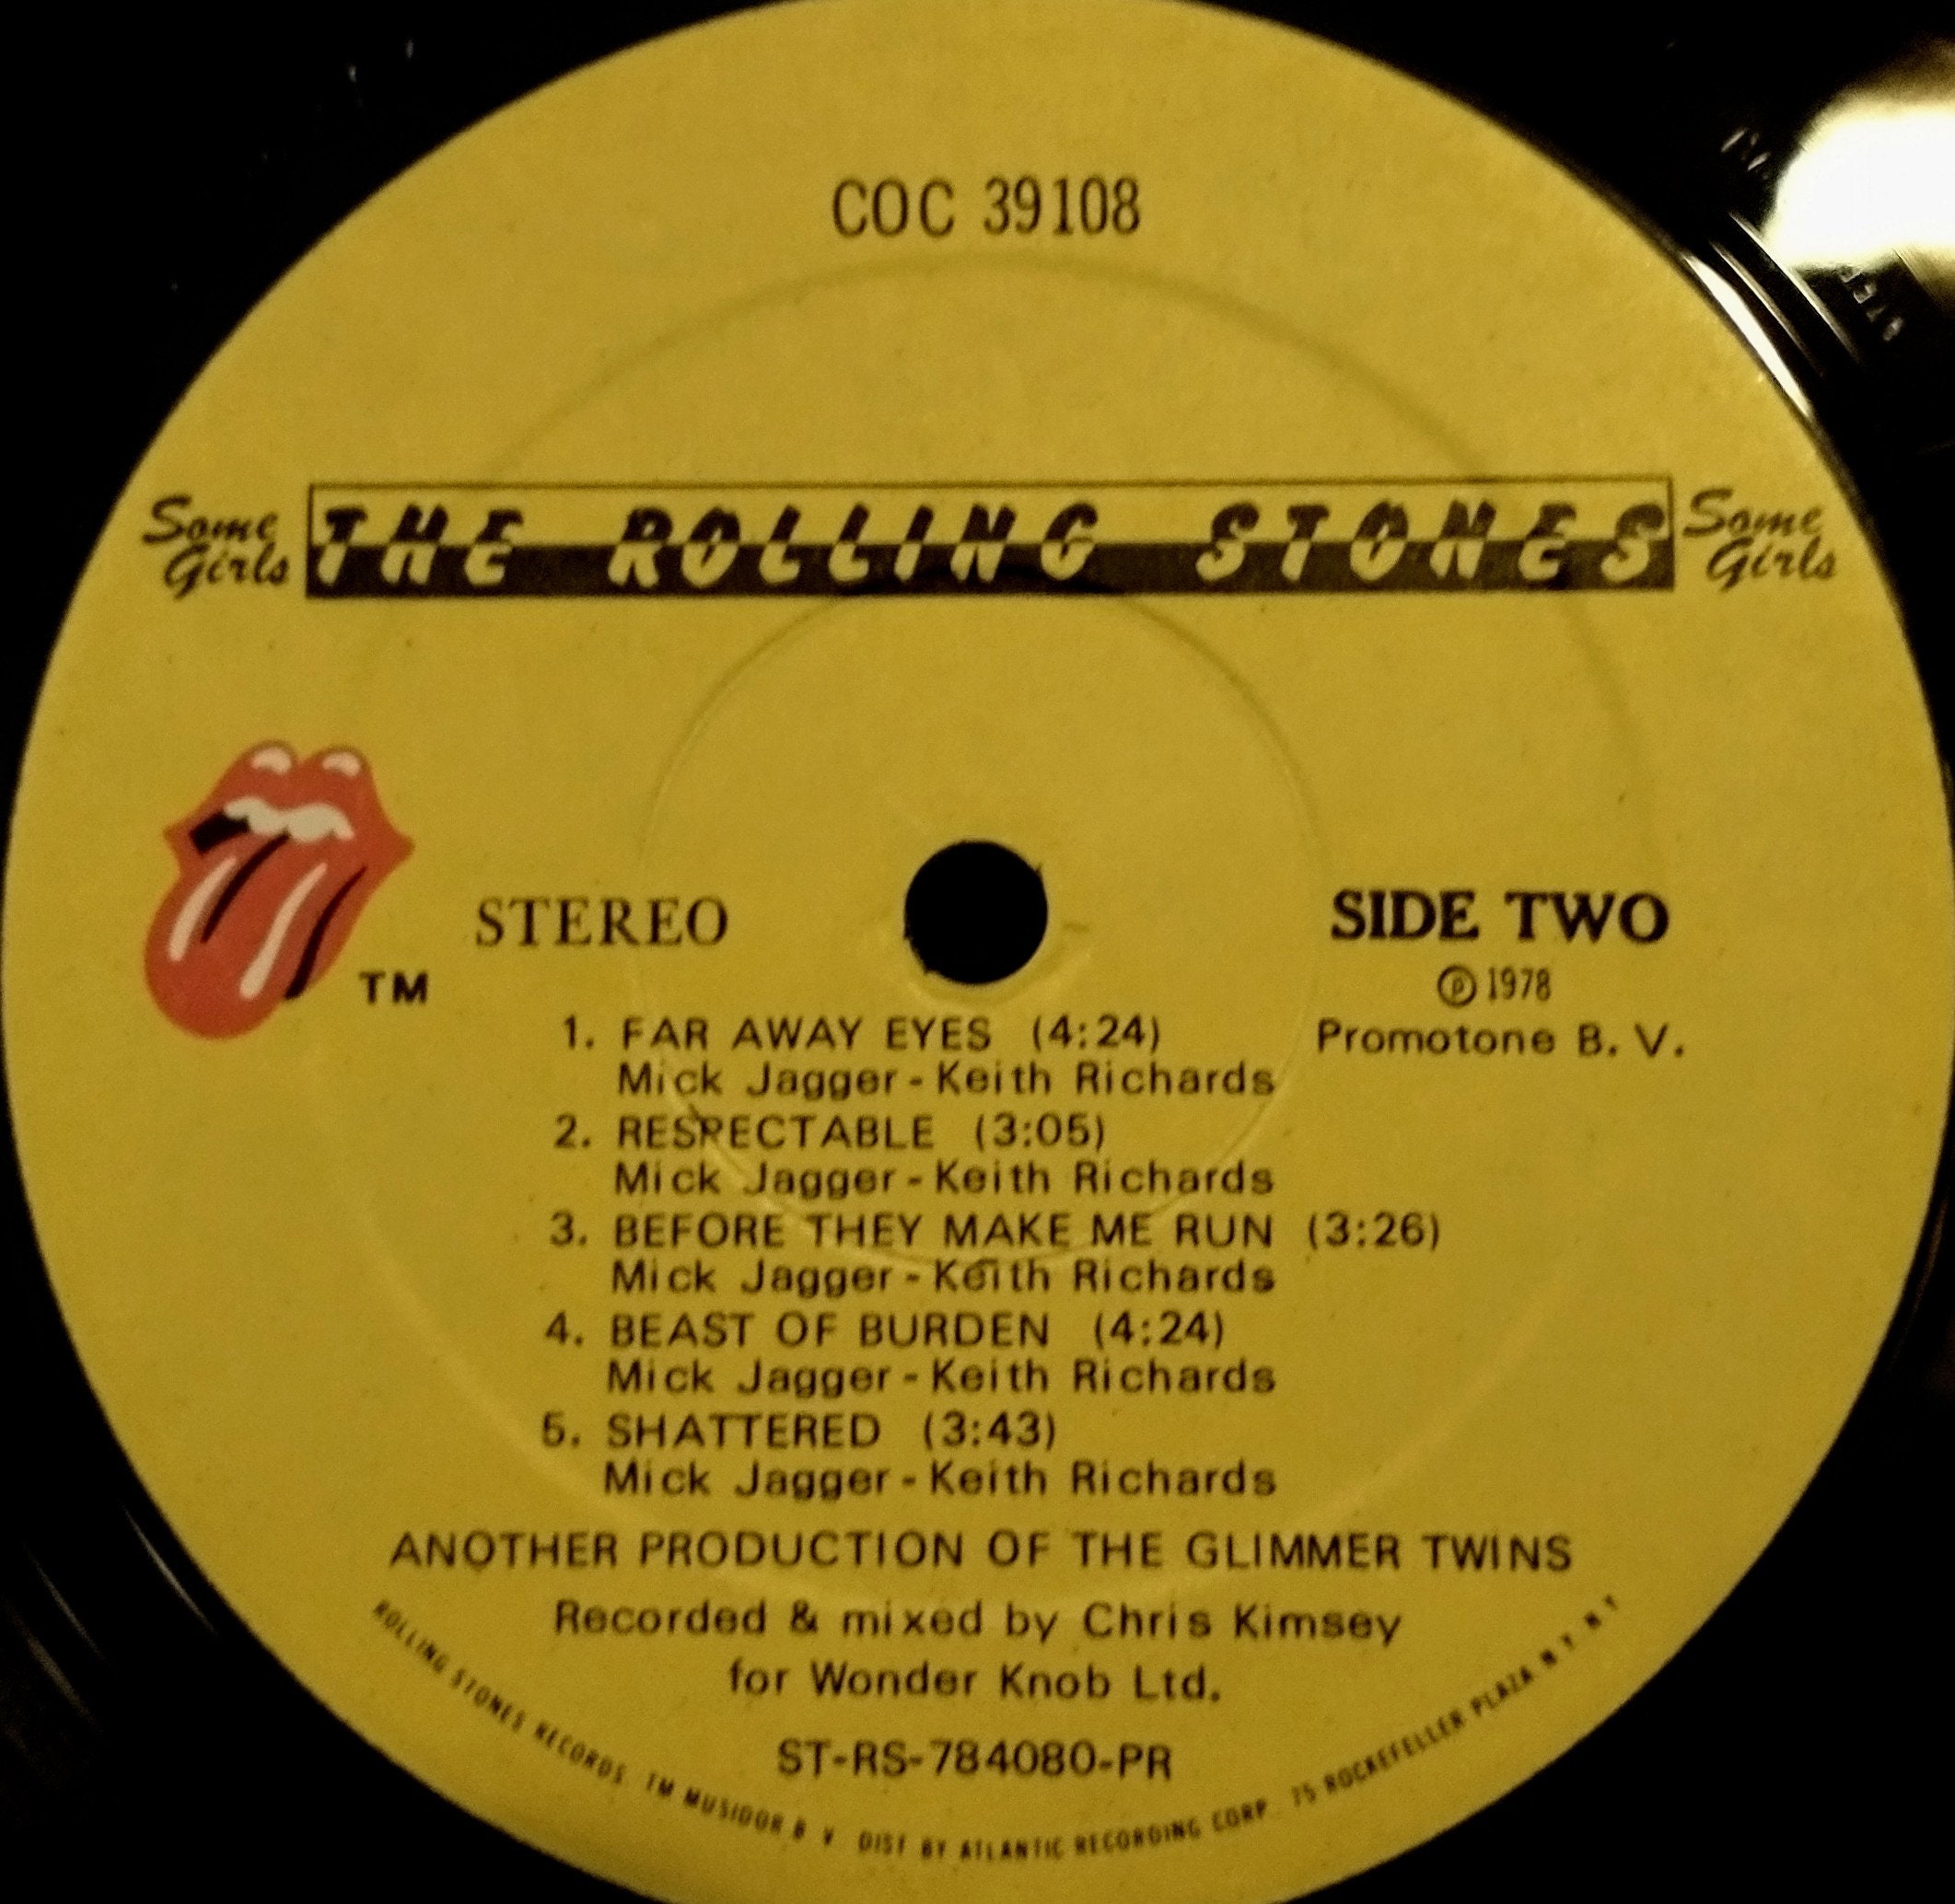 COC 39108
Some Girls THE ROLLING STONES Some Girls
STEREO
SIDE TWO
TM
℗ 1978
Promotone B. V.
1. FAR AWAY EYES (4:24)
Mick Jagger - Keith Richards
2. RESPECTABLE (3:05)
Mick Jagger - Keith Richards
3. BEFORE THEY MAKE ME RUN (3:26)
Mick Jagger - Keith Richards
4. BEAST OF BURDEN (4:24)
Mick Jagger - Keith Richards
5. SHATTERED (3:43)
Mick Jagger - Keith Richards
ANOTHER PRODUCTION OF THE GLIMMER TWINS
Recorded & mixed by Chris Kimsey
for Wonder Knob Ltd.
ST-RS-784080-PR
ROLLING STONES RECORDS. TM MUSIDOR B V DIST BY ATLANTIC RECORDING CORP. 75 ROCKEFELLER PLAZA N Y. N Y